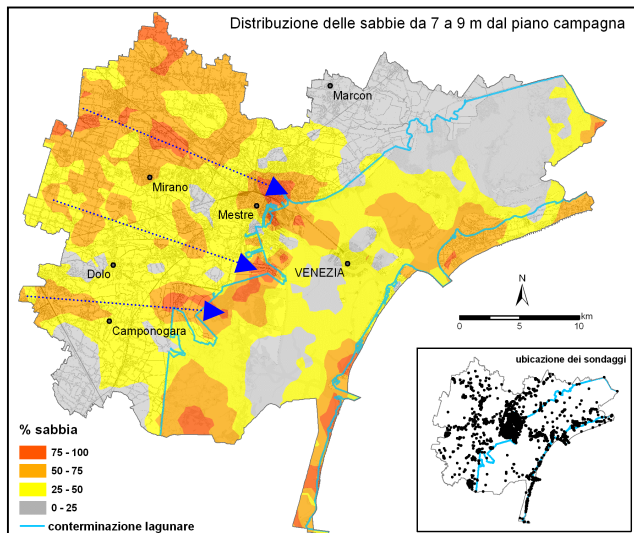 Distribuzione delle sabbie da 7 a 9 m dal piano campagna
Marcon
Mirano
Mestre
Dolo
VENEZIA
Camponogara
N
km
0 5 10
ubicazione dei sondaggi
% sabbia
75 - 100
50 - 75
25 - 50
0 - 25
conterminazione lagunare